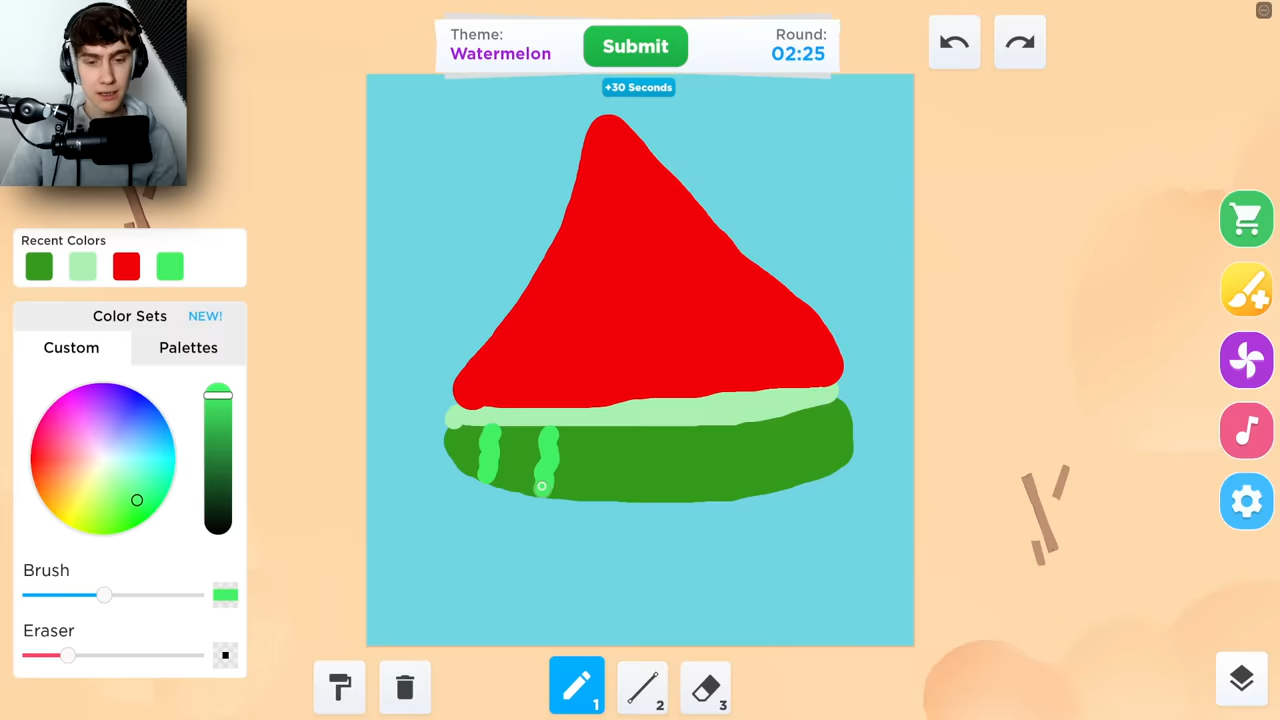 Theme:
Watermelon
Submit
Round:
02:25
+30 Seconds
Recent Colors
Color Sets NEW!
Custom Palettes
Brush
Eraser
1
2
3